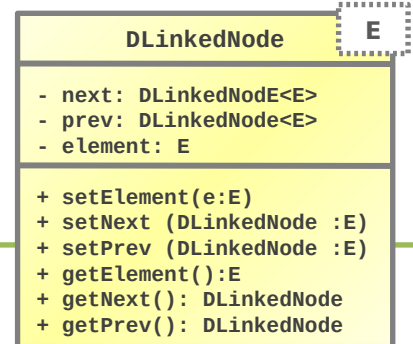 DLinkedNode
E
- next: DLinkedNodE<E>
- prev: DLinkedNode<E>
- element: E
+ setElement(e:E)
+ setNext (DLinkedNode :E)
+ setPrev (DLinkedNode :E)
+ getElement():E
+ getNext(): DLinkedNode
+ getPrev(): DLinkedNode